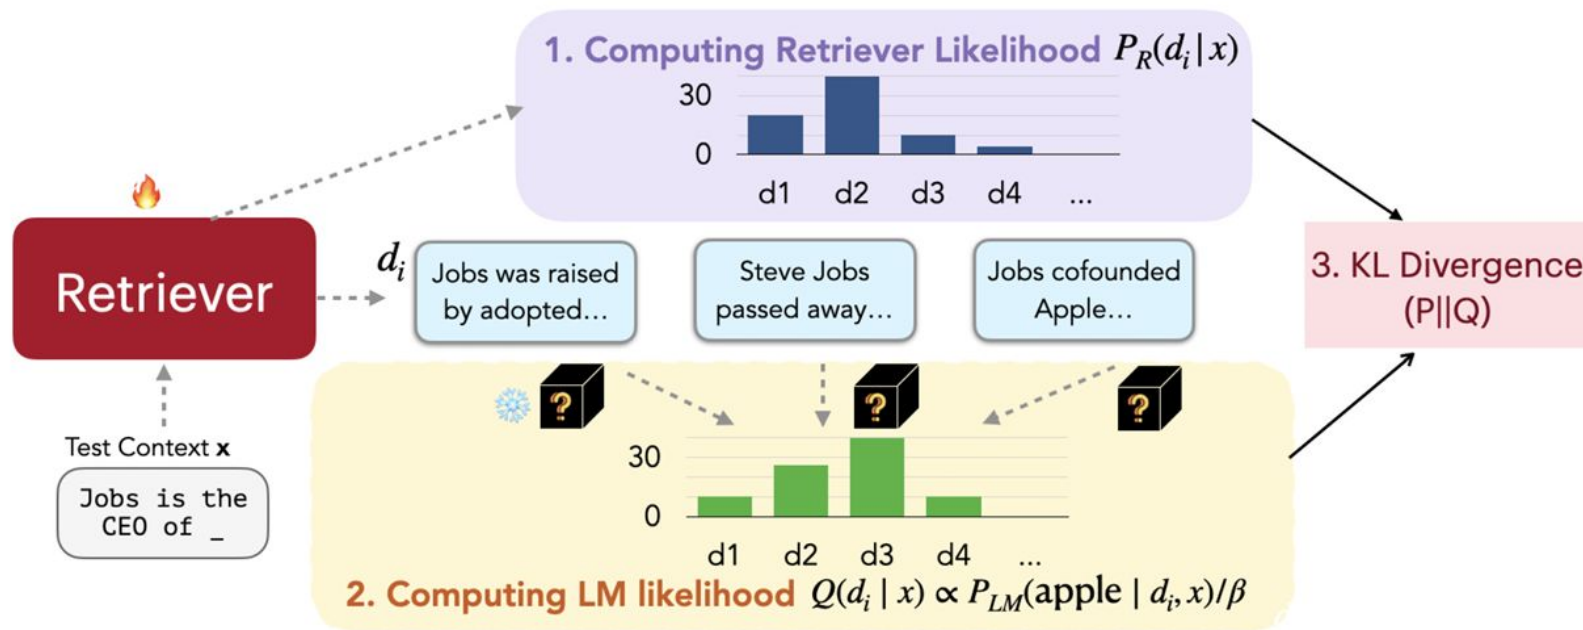 1. Computing Retriever Likelihood P_R(d_i | x)
30
0
d1 d2 d3 d4 ...
Retriever
d_i
Jobs was raised
by adopted...
Steve Jobs
passed away...
Jobs cofounded
Apple...
3. KL Divergence
(P||Q)
? ? ?
Test Context x
Jobs is the
CEO of _
30
0
d1 d2 d3 d4 ...
2. Computing LM likelihood Q(d_i | x) ∝ P_{LM}(apple | d_i, x)/β